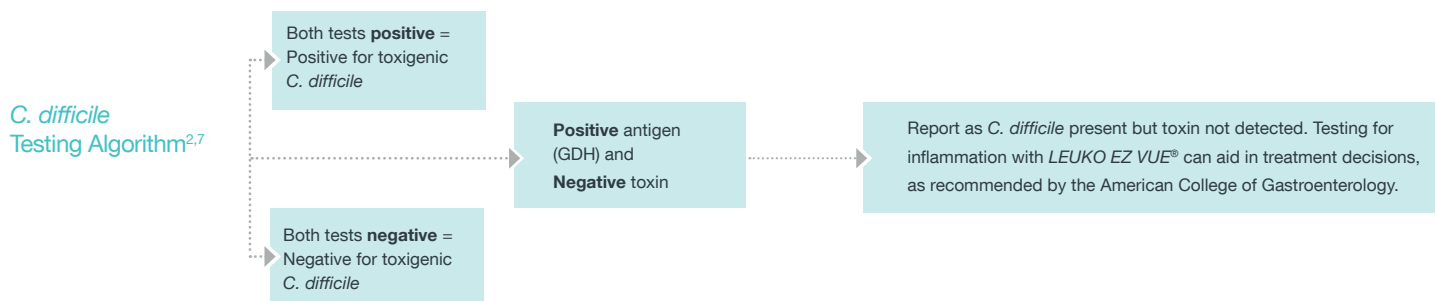 C. difficile
Testing Algorithm2,7
Both tests positive =
Positive for toxigenic
C. difficile
Positive antigen
(GDH) and
Negative toxin
Report as C. difficile present but toxin not detected. Testing for
inflammation with LEUKO EZ VUE® can aid in treatment decisions,
as recommended by the American College of Gastroenterology.
Both tests negative =
Negative for toxigenic
C. difficile